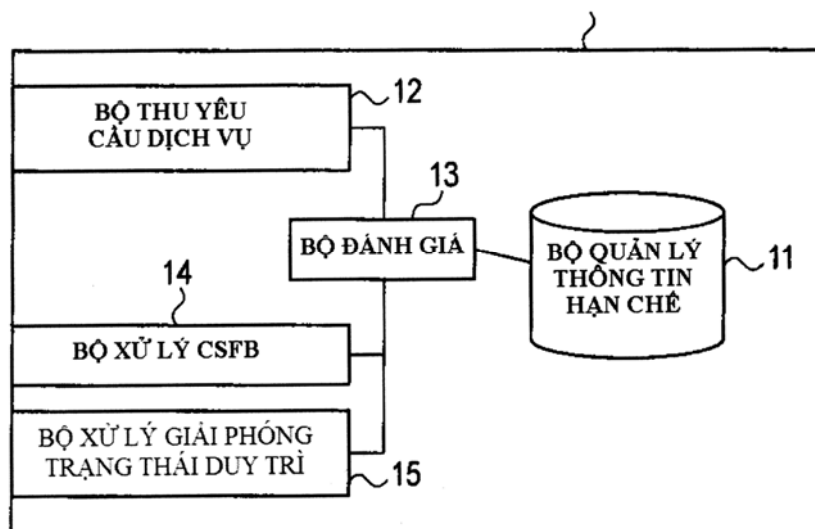 BỘ THU YÊU
CẦU DỊCH VỤ
12
13
BỘ ĐÁNH GIÁ
BỘ QUẢN LÝ
THÔNG TIN
HẠN CHẾ
11
14
BỘ XỬ LÝ CSFB
BỘ XỬ LÝ GIẢI PHÓNG
TRẠNG THÁI DUY TRÌ
15